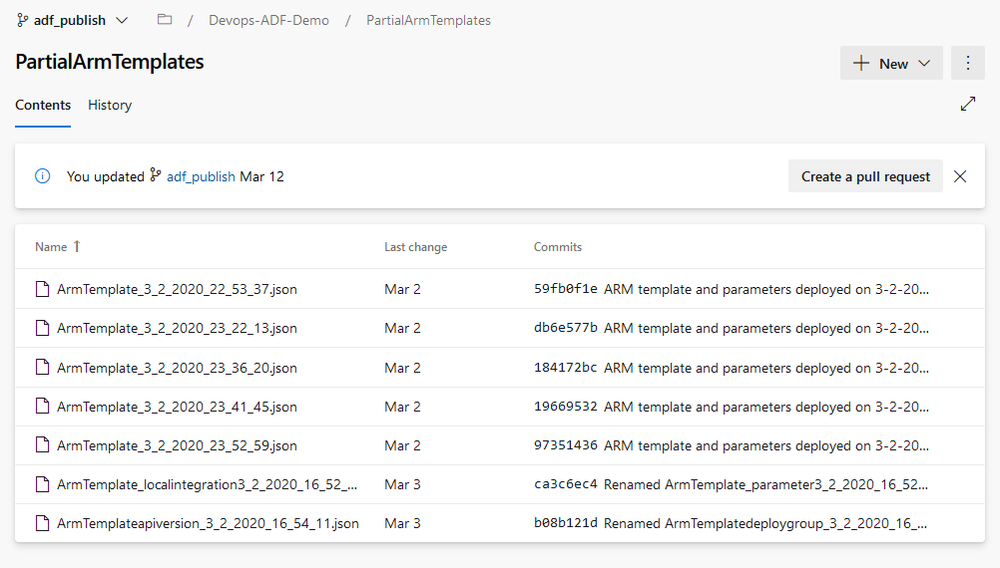 adf_publish / Devops-ADF-Demo / PartialArmTemplates
PartialArmTemplates
New
Contents History
You updated adf_publish Mar 12
Create a pull request
Name ↑ Last change Commits
ArmTemplate_3_2_2020_22_53_37.json Mar 2 59fb0f1e ARM template and parameters deployed on 3-2-20...
ArmTemplate_3_2_2020_23_22_13.json Mar 2 db6e577b ARM template and parameters deployed on 3-2-20...
ArmTemplate_3_2_2020_23_36_20.json Mar 2 184172bc ARM template and parameters deployed on 3-2-20...
ArmTemplate_3_2_2020_23_41_45.json Mar 2 19669532 ARM template and parameters deployed on 3-2-20...
ArmTemplate_3_2_2020_23_52_59.json Mar 2 97351436 ARM template and parameters deployed on 3-2-20...
ArmTemplate_localintegration3_2_2020_16_52_... Mar 3 ca3c6ec4 Renamed ArmTemplate_parameter3_2_2020_16_52...
ArmTemplateapiversion_3_2_2020_16_54_11.json Mar 3 b08b121d Renamed ArmTemplatedeploygroup_3_2_2020_16_...